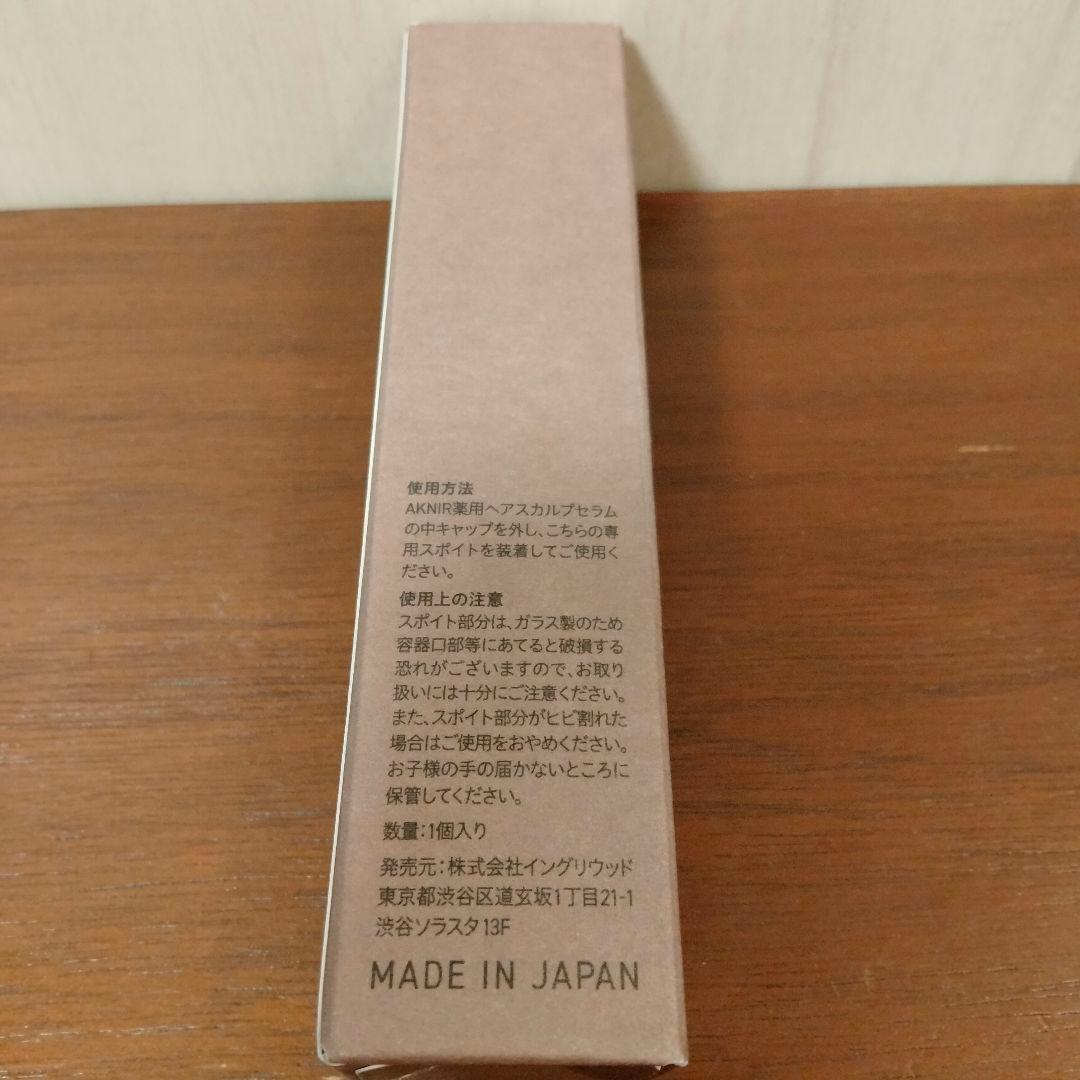 使用方法
AKNIR薬用ヘアスカルプセラム
の中キャップを外し、こちらの専
用スポイトを装着してご使用く
ださい。
使用上の注意
スポイト部分は、ガラス製のため
容器口部等にあてると破損する
恐れがございますので、お取り
扱いには十分にご注意ください。
また、スポイト部分がヒビ割れた
場合はご使用をおやめください。
お子様の手の届かないところに
保管してください。
数量：1個入り
発売元：株式会社イングリウッド
東京都渋谷区道玄坂1丁目21-1
渋谷ソラスタ13F
MADE IN JAPAN